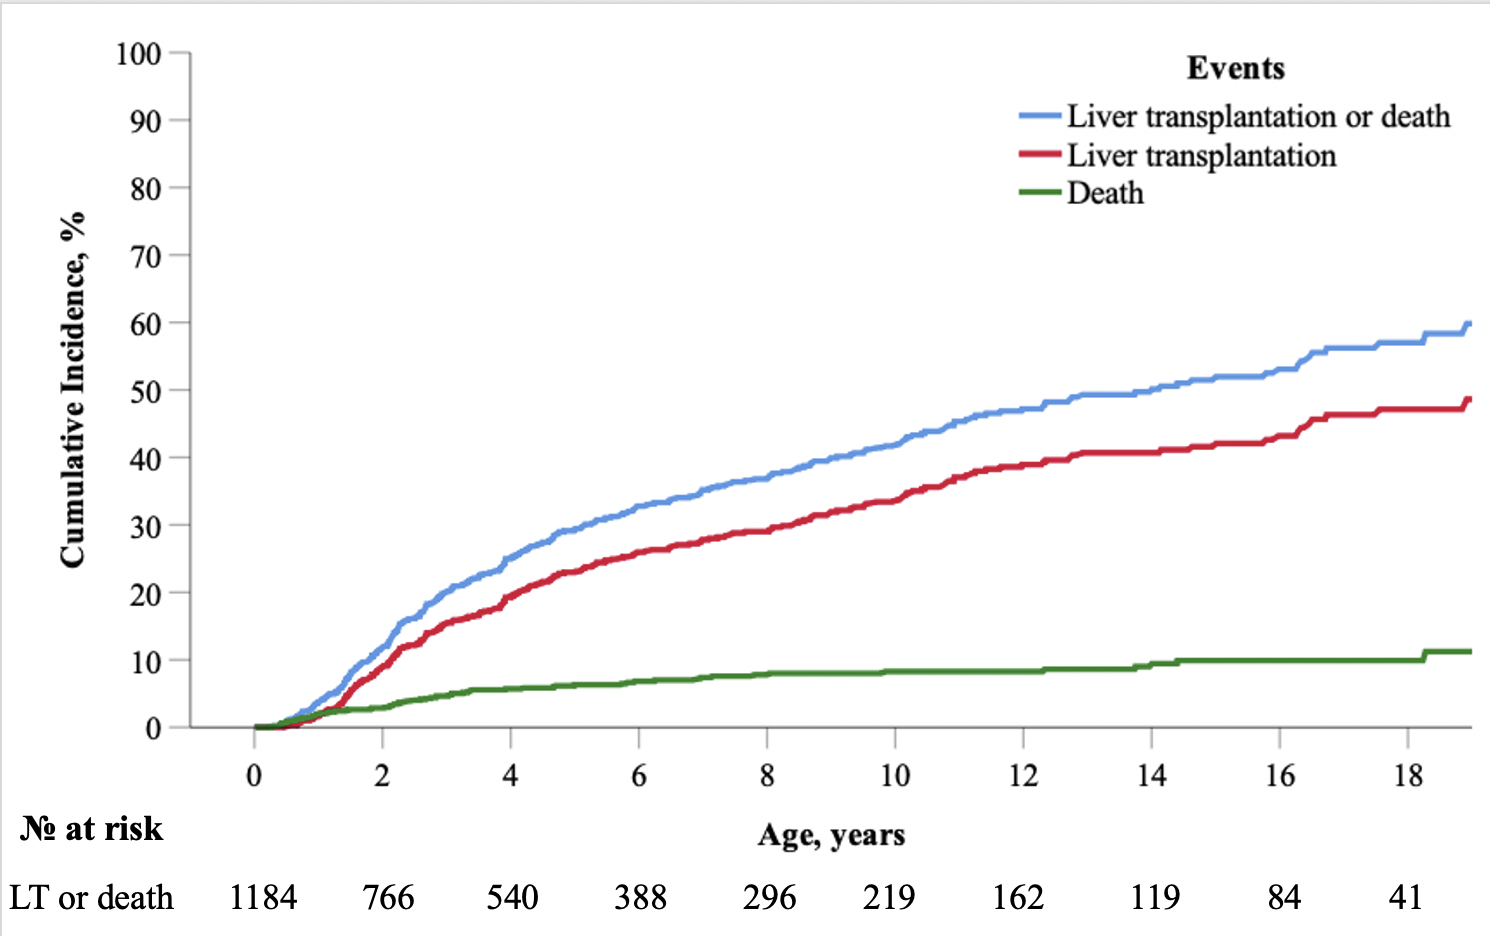 100
90
80
70
60
50
40
30
20
10
0
Cumulative Incidence, %
Events
Liver transplantation or death
Liver transplantation
Death
0 2 4 6 8 10 12 14 16 18
Age, years
№ at risk
LT or death 1184 766 540 388 296 219 162 119 84 41